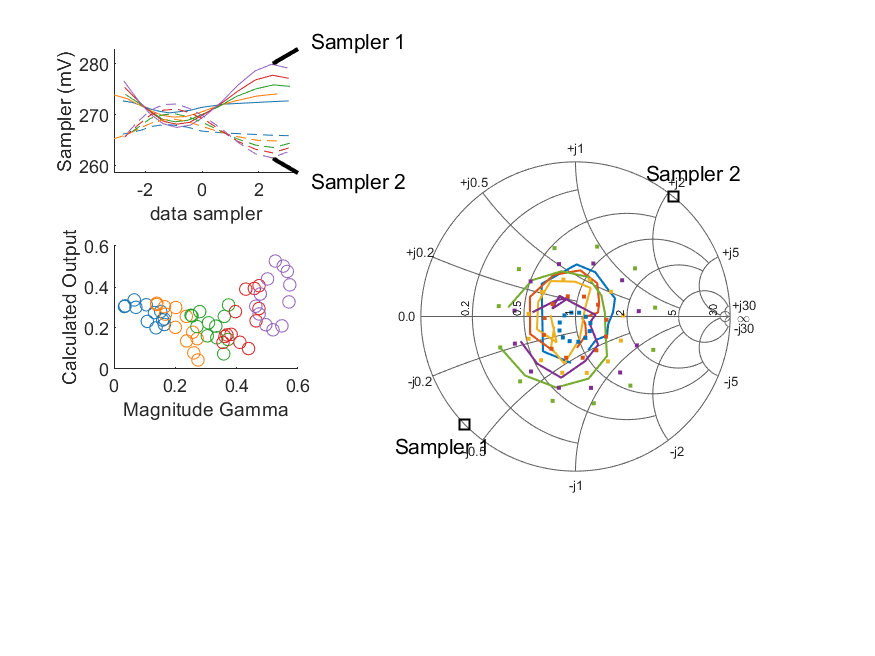 Sampler 1
Sampler (mV)
280
270
260
-2
0
2
data sampler
Sampler 2
Calculated Output
0.6
0.4
0.2
0
0
0.2
0.4
0.6
Magnitude Gamma
+j1
+j0.5
+j2
Sampler 2
+j0.2
+j5
0.0
0.2
0.5
1
2
5
30
+j30
∞
-j30
-j0.2
-j5
Sampler 1
-j0.5
-j2
-j1